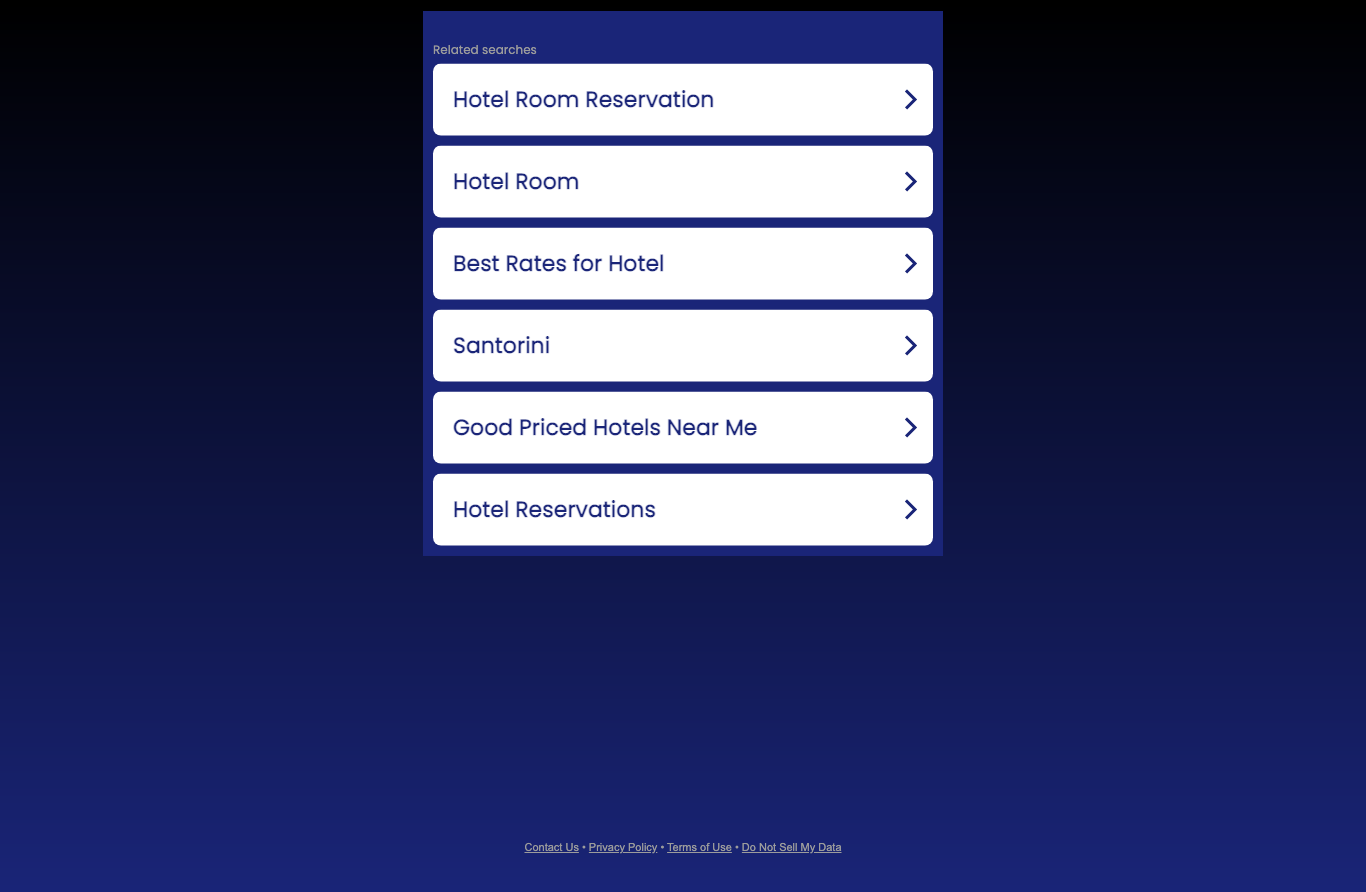 Related searches
Hotel Room Reservation
Hotel Room
Best Rates for Hotel
Santorini
Good Priced Hotels Near Me
Hotel Reservations
Contact Us • Privacy Policy • Terms of Use • Do Not Sell My Data